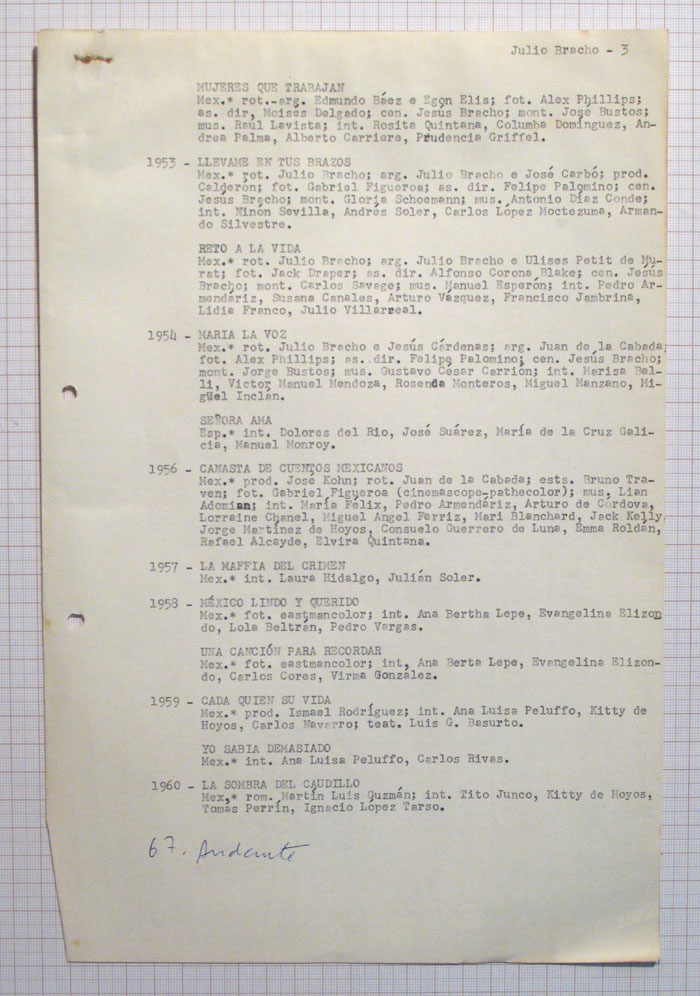 Julio Bracho - 3
MUJERES QUE TRABAJAN
Mex.* rot.-arg. Edmundo Báez e Egon Elis; fot. Alex Phillips;
as. dir, Moises Delgado; cen. Jesus Bracho; mont. José Bustos;
mus. Raúl Lavista; int. Rosita Quintana, Columba Domínguez, An-
drea Palma, Alberto Carriere, Prudencia Griffel.
1953 - LLEVAME EN TUS BRAZOS
Mex.* rot. Julio Bracho; arg. Julio Bracho e José Carbó; prod.
Calderón; fot. Gabriel Figueroa; as. dir. Felipe Palomino; cen.
Jesús Bracho; mont. Gloria Schoemann; mus. Antonio Díaz Conde;
int. Ninón Sevilla, Andrés Soler, Carlos López Moctezuma, Arman-
do Silvestre.
RETO A LA VIDA
Mex.* rot. Julio Bracho; arg. Julio Bracho e Ulises Petit de Mu-
rat; fot. Jack Draper; as. dir. Alfonso Corona Blake; cen. Jesús
Bracho; mont. Carlos Savage; mus. Manuel Esperón; int. Pedro Ar-
mendáriz, Susana Canales, Arturo Vázquez, Francisco Jambrina,
Lidia Franco, Julio Villarreal.
1954 - MARIA LA VOZ
Mex.* rot. Julio Bracho e Jesús Cárdenas; arg. Juan de la Cabada;
fot. Alex Phillips; as. dir. Felipe Palomino; cen. Jesús Bracho;
mont. Jorge Bustos; mus. Gustavo César Carrión; int. Marisa Bel-
li, Víctor Manuel Mendoza, Rosenda Monteros, Miguel Manzano, Mi-
guel Inclán.
SEÑORA AMA
Esp.* int. Dolores del Rio, José Suárez, María de la Cruz Gali-
cia, Manuel Monroy.
1956 - CANASTA DE CUENTOS MEXICANOS
Mex.* prod. José Kohn; rot. Juan de la Cabada; ests. Bruno Tra-
ven; fot. Gabriel Figueroa (cinemascope-pathecolor); mus, Lian
Adomian; int. María Félix, Pedro Armendáriz, Arturo de Córdova,
Lorraine Chanel, Miguel Angel Ferriz, Mari Blanchard, Jack Kelly,
Jorge Martínez de Hoyos, Consuelo Guerrero de Luna, Emma Roldán,
Rafael Alcayde, Elvira Quintana.
1957 - LA MAFFIA DEL CRIMEN
Mex.* int. Laura Hidalgo, Julián Soler.
1958 - MÉXICO LINDO Y QUERIDO
Mex.* fot. eastmancolor; int. Ana Bertha Lepe, Evangelina Elizon
do, Lola Beltrán, Pedro Vargas.
UNA CANCIÓN PARA RECORDAR
Mex.* fot. eastmancolor; int, Ana Berta Lepe, Evangelina Elizon-
do, Carlos Cores, Virma González.
1959 - CADA QUIEN SU VIDA
Mex.* prod. Ismael Rodríguez; int. Ana Luisa Peluffo, Kitty de
Hoyos, Carlos Navarro; teat. Luis G. Basurto.
YO SABIA DEMASIADO
Mex.* int. Ana Luisa Peluffo, Carlos Rivas.
1960 - LA SOMBRA DEL CAUDILLO
Mex,* rom. Martín Luis Guzmán; int. Tito Junco, Kitty de Hoyos,
Tomás Perrín, Ignacio López Tarso.
67. Andante